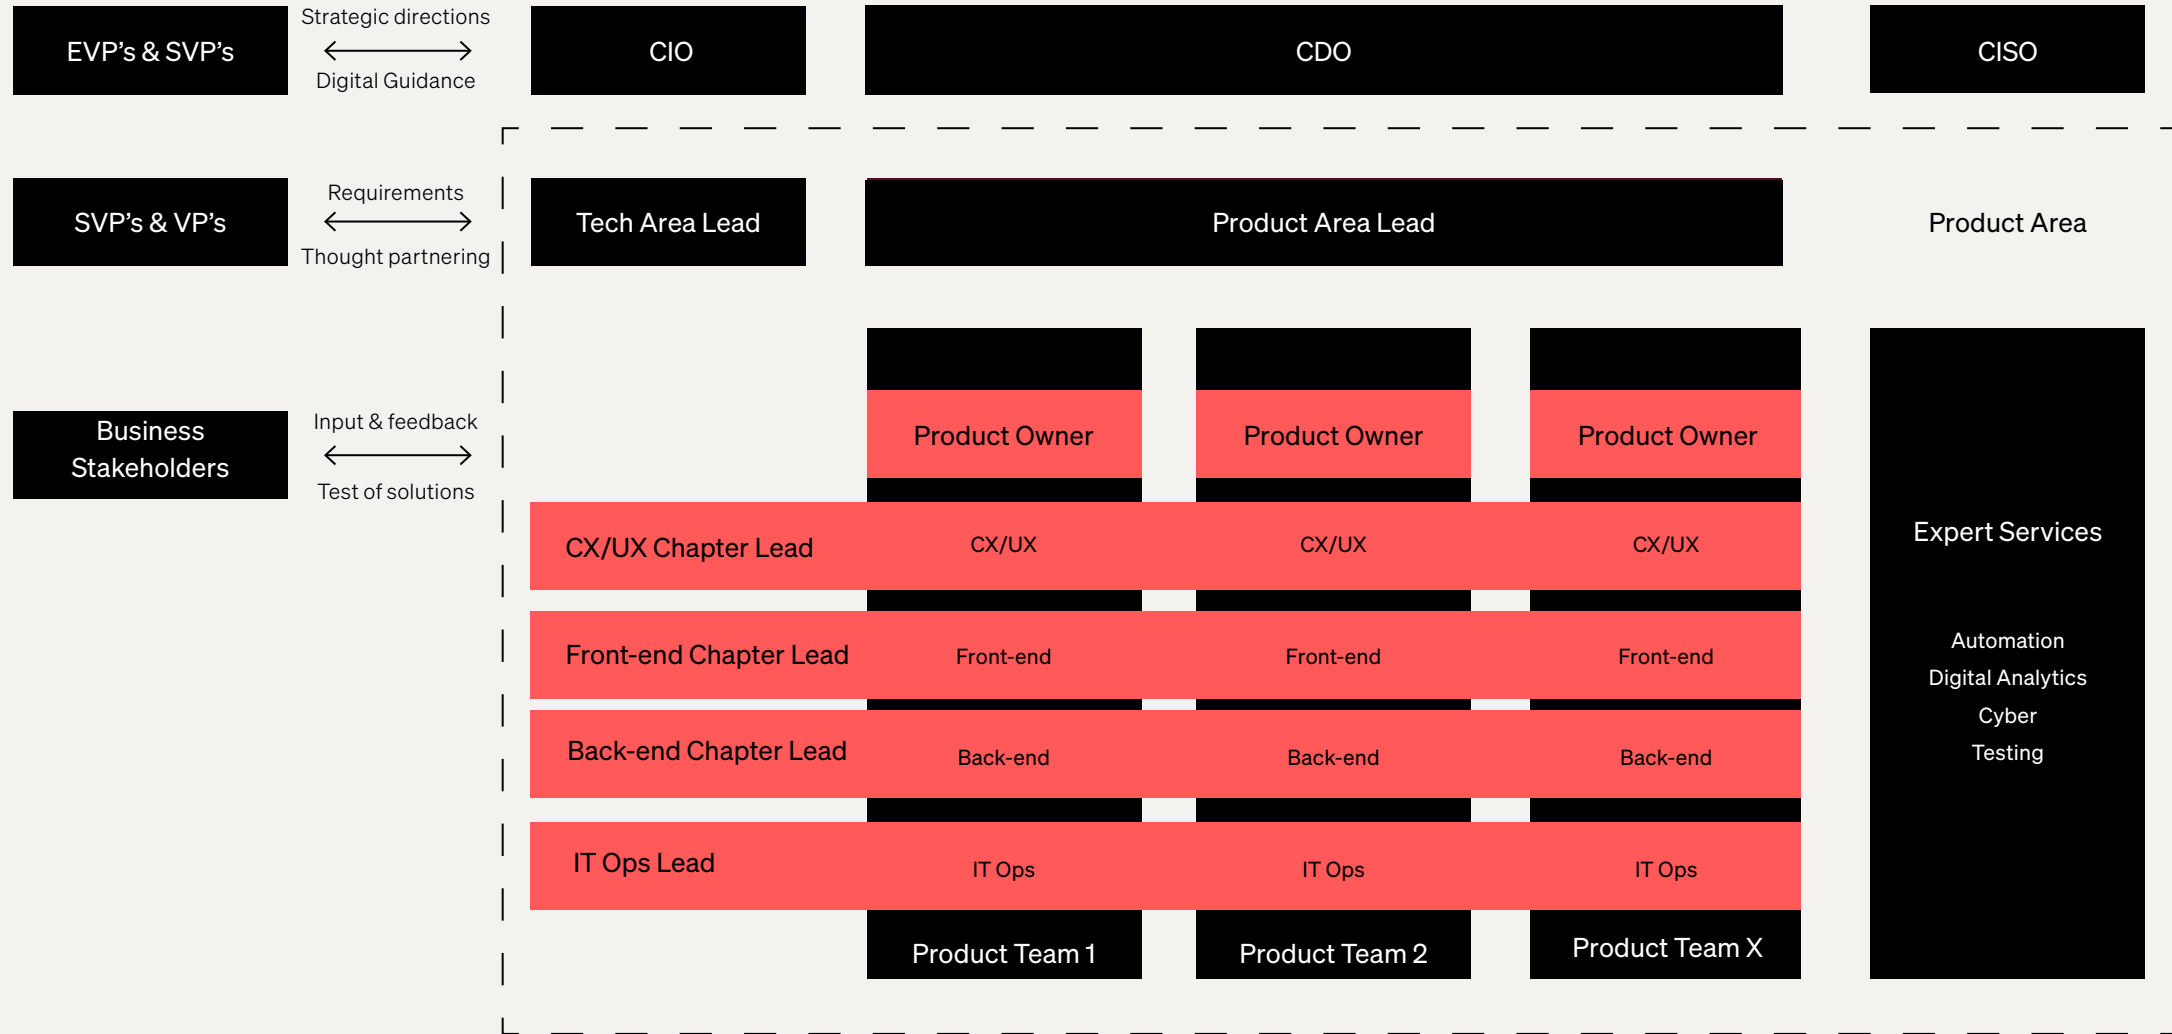 Strategic directions
EVP's & SVP's
CIO
CDO
CISO
Digital Guidance
Requirements
SVP's & VP's
Tech Area Lead
Product Area Lead
Product Area
Thought partnering
Business
Stakeholders
Input & feedback
Test of solutions
Product Owner
Product Owner
Product Owner
CX/UX Chapter Lead
CX/UX
CX/UX
CX/UX
Front-end Chapter Lead
Front-end
Front-end
Front-end
Back-end Chapter Lead
Back-end
Back-end
Back-end
IT Ops Lead
IT Ops
IT Ops
IT Ops
Product Team 1
Product Team 2
Product Team X
Expert Services
Automation
Digital Analytics
Cyber
Testing